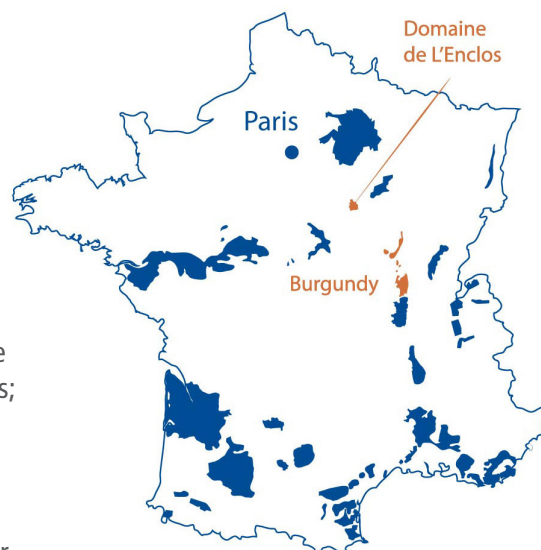 Domaine
de L'Enclos
Paris
Burgundy
e
s;
r